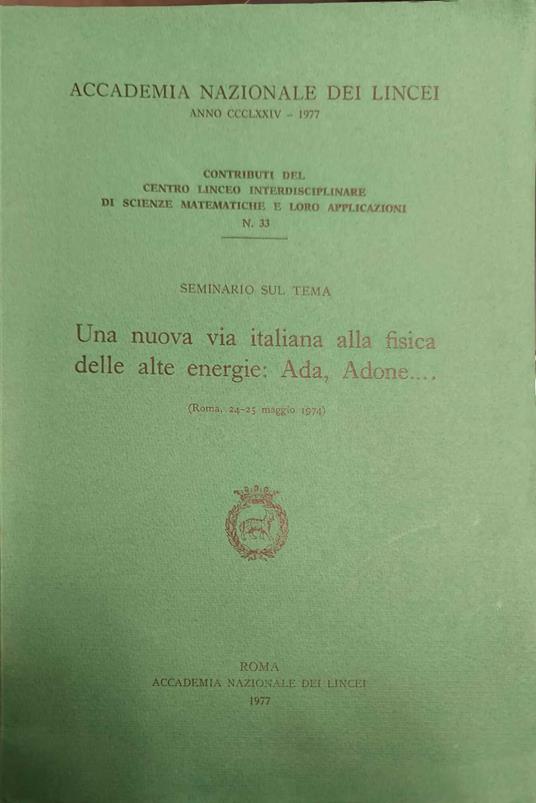 ACCADEMIA NAZIONALE DEI LINCEI
ANNO CCCLXXIV – 1977
CONTRIBUTI DEL
CENTRO LINCEO INTERDISCIPLINARE
DI SCIENZE MATEMATICHE E LORO APPLICAZIONI
N. 33
SEMINARIO SUL TEMA
Una nuova via italiana alla fisica
delle alte energie: Ada, Adone....
(Roma, 24-25 maggio 1974)
ROMA
ACCADEMIA NAZIONALE DEI LINCEI
1977